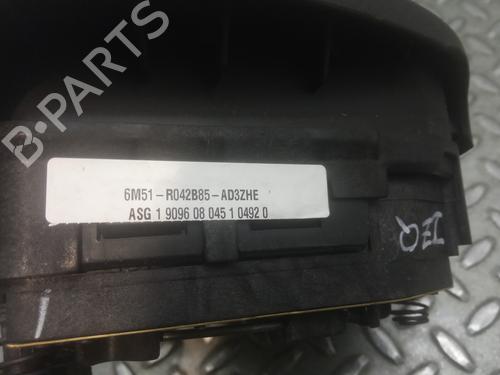 B-PARTS
6M51-R042B85-AD3ZHE
ASG 1 9096 08 045 1 0492 0